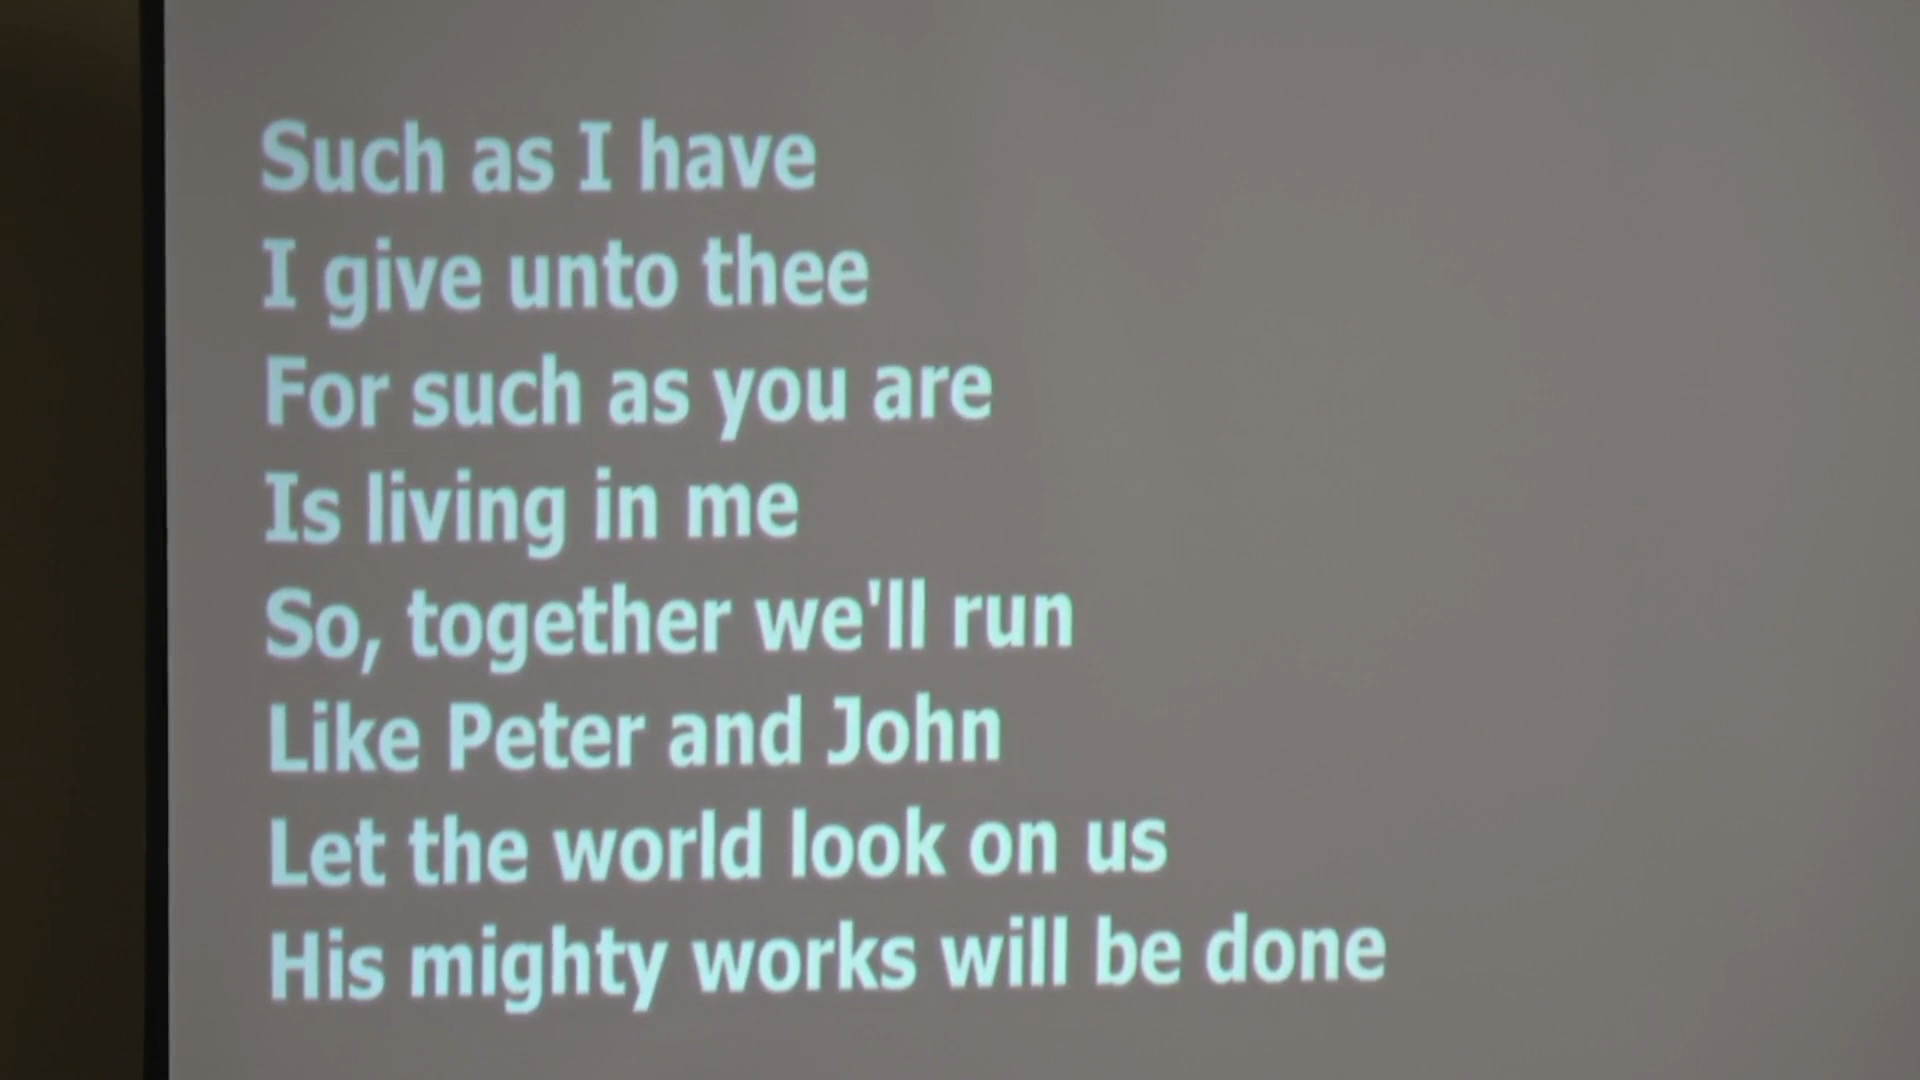 Such as I have
I give unto thee
For such as you are
Is living in me
So, together we'll run
Like Peter and John
Let the world look on us
His mighty works will be done